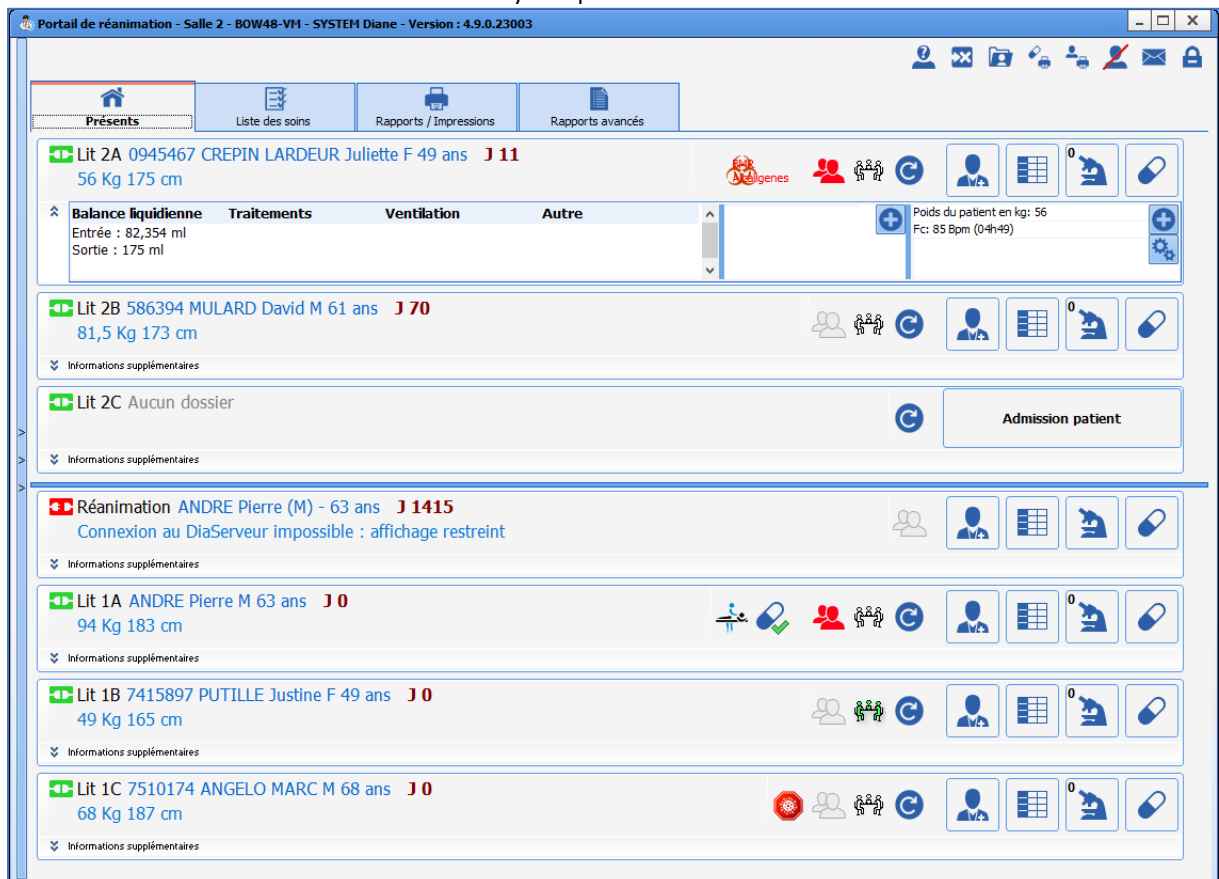 Portail de réanimation - Salle 2 - BOW48-VM - SYSTEM Diane - Version : 4.9.0.23003
Présents
Liste des soins
Rapports / Impressions
Rapports avancés
Lit 2A 0945467 CREPIN LARDEUR Juliette F 49 ans J 11
56 Kg 175 cm
BMR
Alcaligenes
0
Balance liquidienne Traitements Ventilation Autre
Entrée : 82,354 ml
Sortie : 175 ml
Poids du patient en kg: 56
Fc: 85 Bpm (04h49)
Lit 2B 586394 MULARD David M 61 ans J 70
81,5 Kg 173 cm
0
Informations supplémentaires
Lit 2C Aucun dossier
Admission patient
Informations supplémentaires
Réanimation ANDRE Pierre (M) - 63 ans J 1415
Connexion au DiaServeur impossible : affichage restreint
Informations supplémentaires
Lit 1A ANDRE Pierre M 63 ans J 0
94 Kg 183 cm
0
Informations supplémentaires
Lit 1B 7415897 PUTILLE Justine F 49 ans J 0
49 Kg 165 cm
0
Informations supplémentaires
Lit 1C 7510174 ANGELO MARC M 68 ans J 0
68 Kg 187 cm
0
Informations supplémentaires